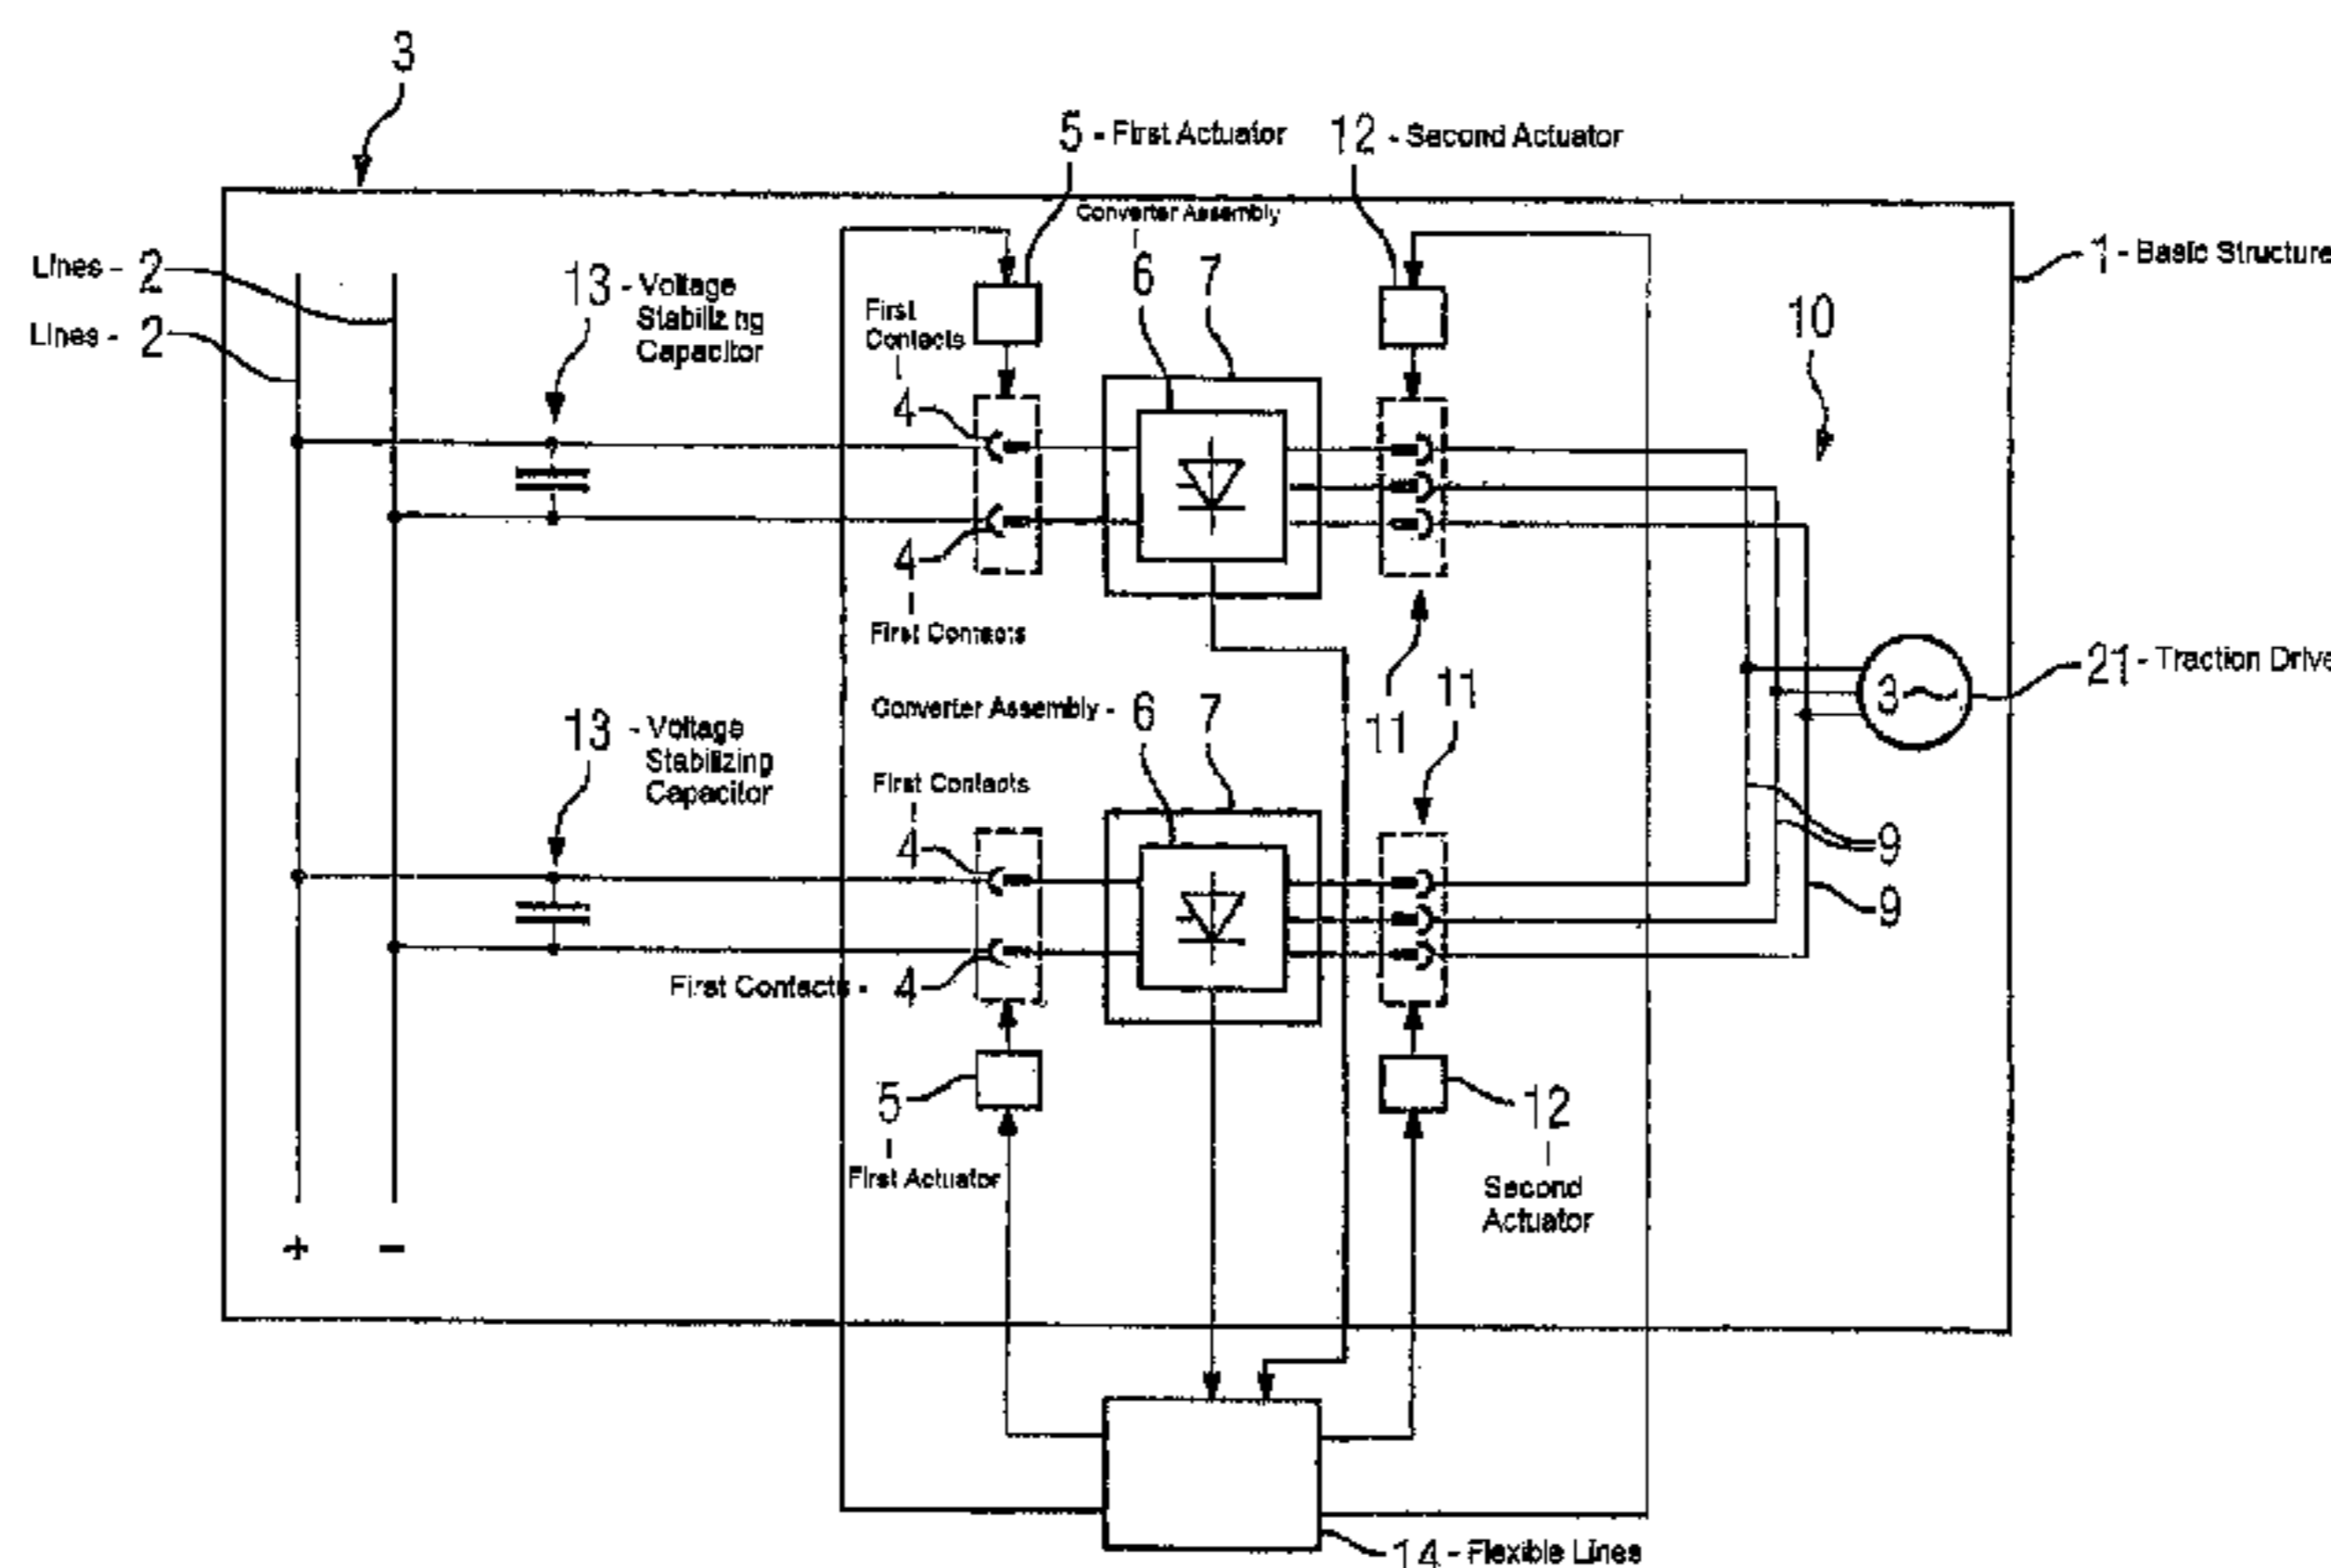 3
5 - First Actuator
12 - Second Actuator
Converter Assembly
Lines - 2
13 - Voltage
Stabilizing
Capacitor
6
7
1 - Basic Structure
First
Contacts
10
Lines - 2
4
4
First Contacts
21 - Traction Drive
3~
Converter Assembly - 6
7
11
11
13 - Voltage
Stabilizing
Capacitor
First Contacts
4
9
9
First Contacts - 4
5
First Actuator
12
Second
Actuator
+ -
14 - Flexible Lines